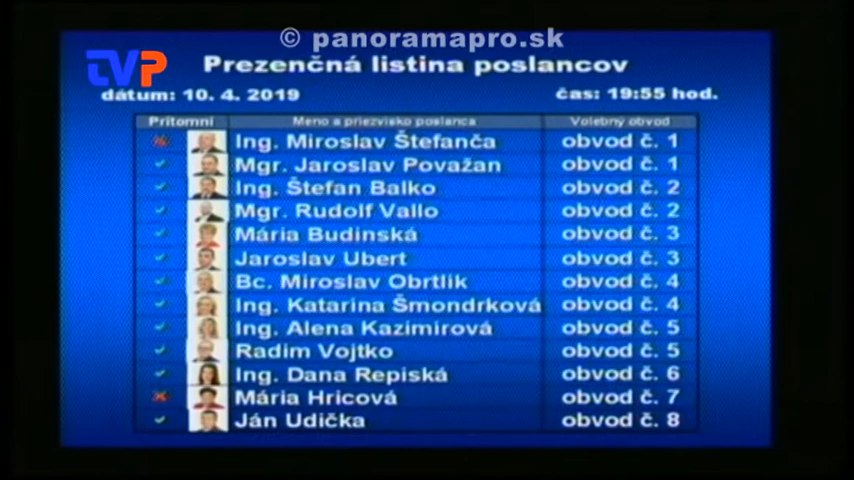 © panoramapro.sk
TVP
Prezenčná listina poslancov
dátum: 10. 4. 2019 čas: 19:55 hod.
Prítomní Meno a priezvisko poslanca Volebný obvod
Ing. Miroslav Štefanča obvod č. 1
Mgr. Jaroslav Považan obvod č. 1
Ing. Štefan Balko obvod č. 2
Mgr. Rudolf Vallo obvod č. 2
Mária Budinská obvod č. 3
Jaroslav Ubert obvod č. 3
Bc. Miroslav Obrtlík obvod č. 4
Ing. Katarína Šmondrková obvod č. 4
Ing. Alena Kazimírová obvod č. 5
Radim Vojtko obvod č. 5
Ing. Dana Repiská obvod č. 6
Mária Hricová obvod č. 7
Ján Udička obvod č. 8